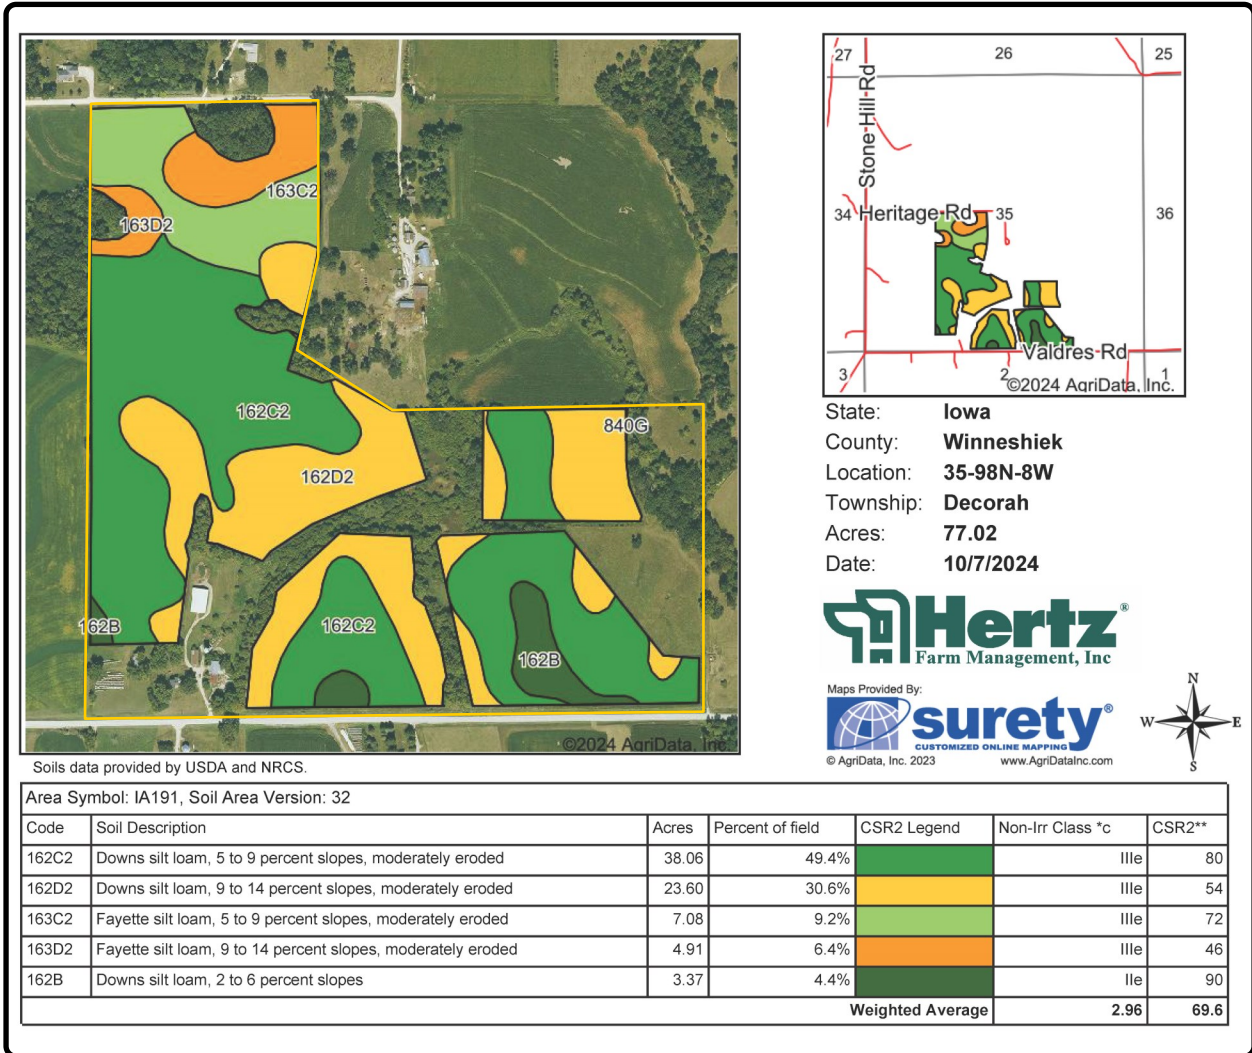 163C2
163D2
162C2
840G
162D2
162B
162C2
162B
©2024 AgriData, Inc.
Soils data provided by USDA and NRCS.
27 26 25
Stone Hill Rd
34 Heritage Rd 35 36
Valdres Rd
3 2 1
©2024 AgriData, Inc.
State: Iowa
County: Winneshiek
Location: 35-98N-8W
Township: Decorah
Acres: 77.02
Date: 10/7/2024
Hertz®
Farm Management, Inc
Maps Provided By:
surety®
CUSTOMIZED ONLINE MAPPING
© AgriData, Inc. 2023 www.AgriDataInc.com
N
W E
S
Area Symbol: IA191, Soil Area Version: 32
Code Soil Description Acres Percent of field CSR2 Legend Non-Irr Class *c CSR2**
162C2 Downs silt loam, 5 to 9 percent slopes, moderately eroded 38.06 49.4% IIIe 80
162D2 Downs silt loam, 9 to 14 percent slopes, moderately eroded 23.60 30.6% IIIe 54
163C2 Fayette silt loam, 5 to 9 percent slopes, moderately eroded 7.08 9.2% IIIe 72
163D2 Fayette silt loam, 9 to 14 percent slopes, moderately eroded 4.91 6.4% IIIe 46
162B Downs silt loam, 2 to 6 percent slopes 3.37 4.4% IIe 90
Weighted Average 2.96 69.6